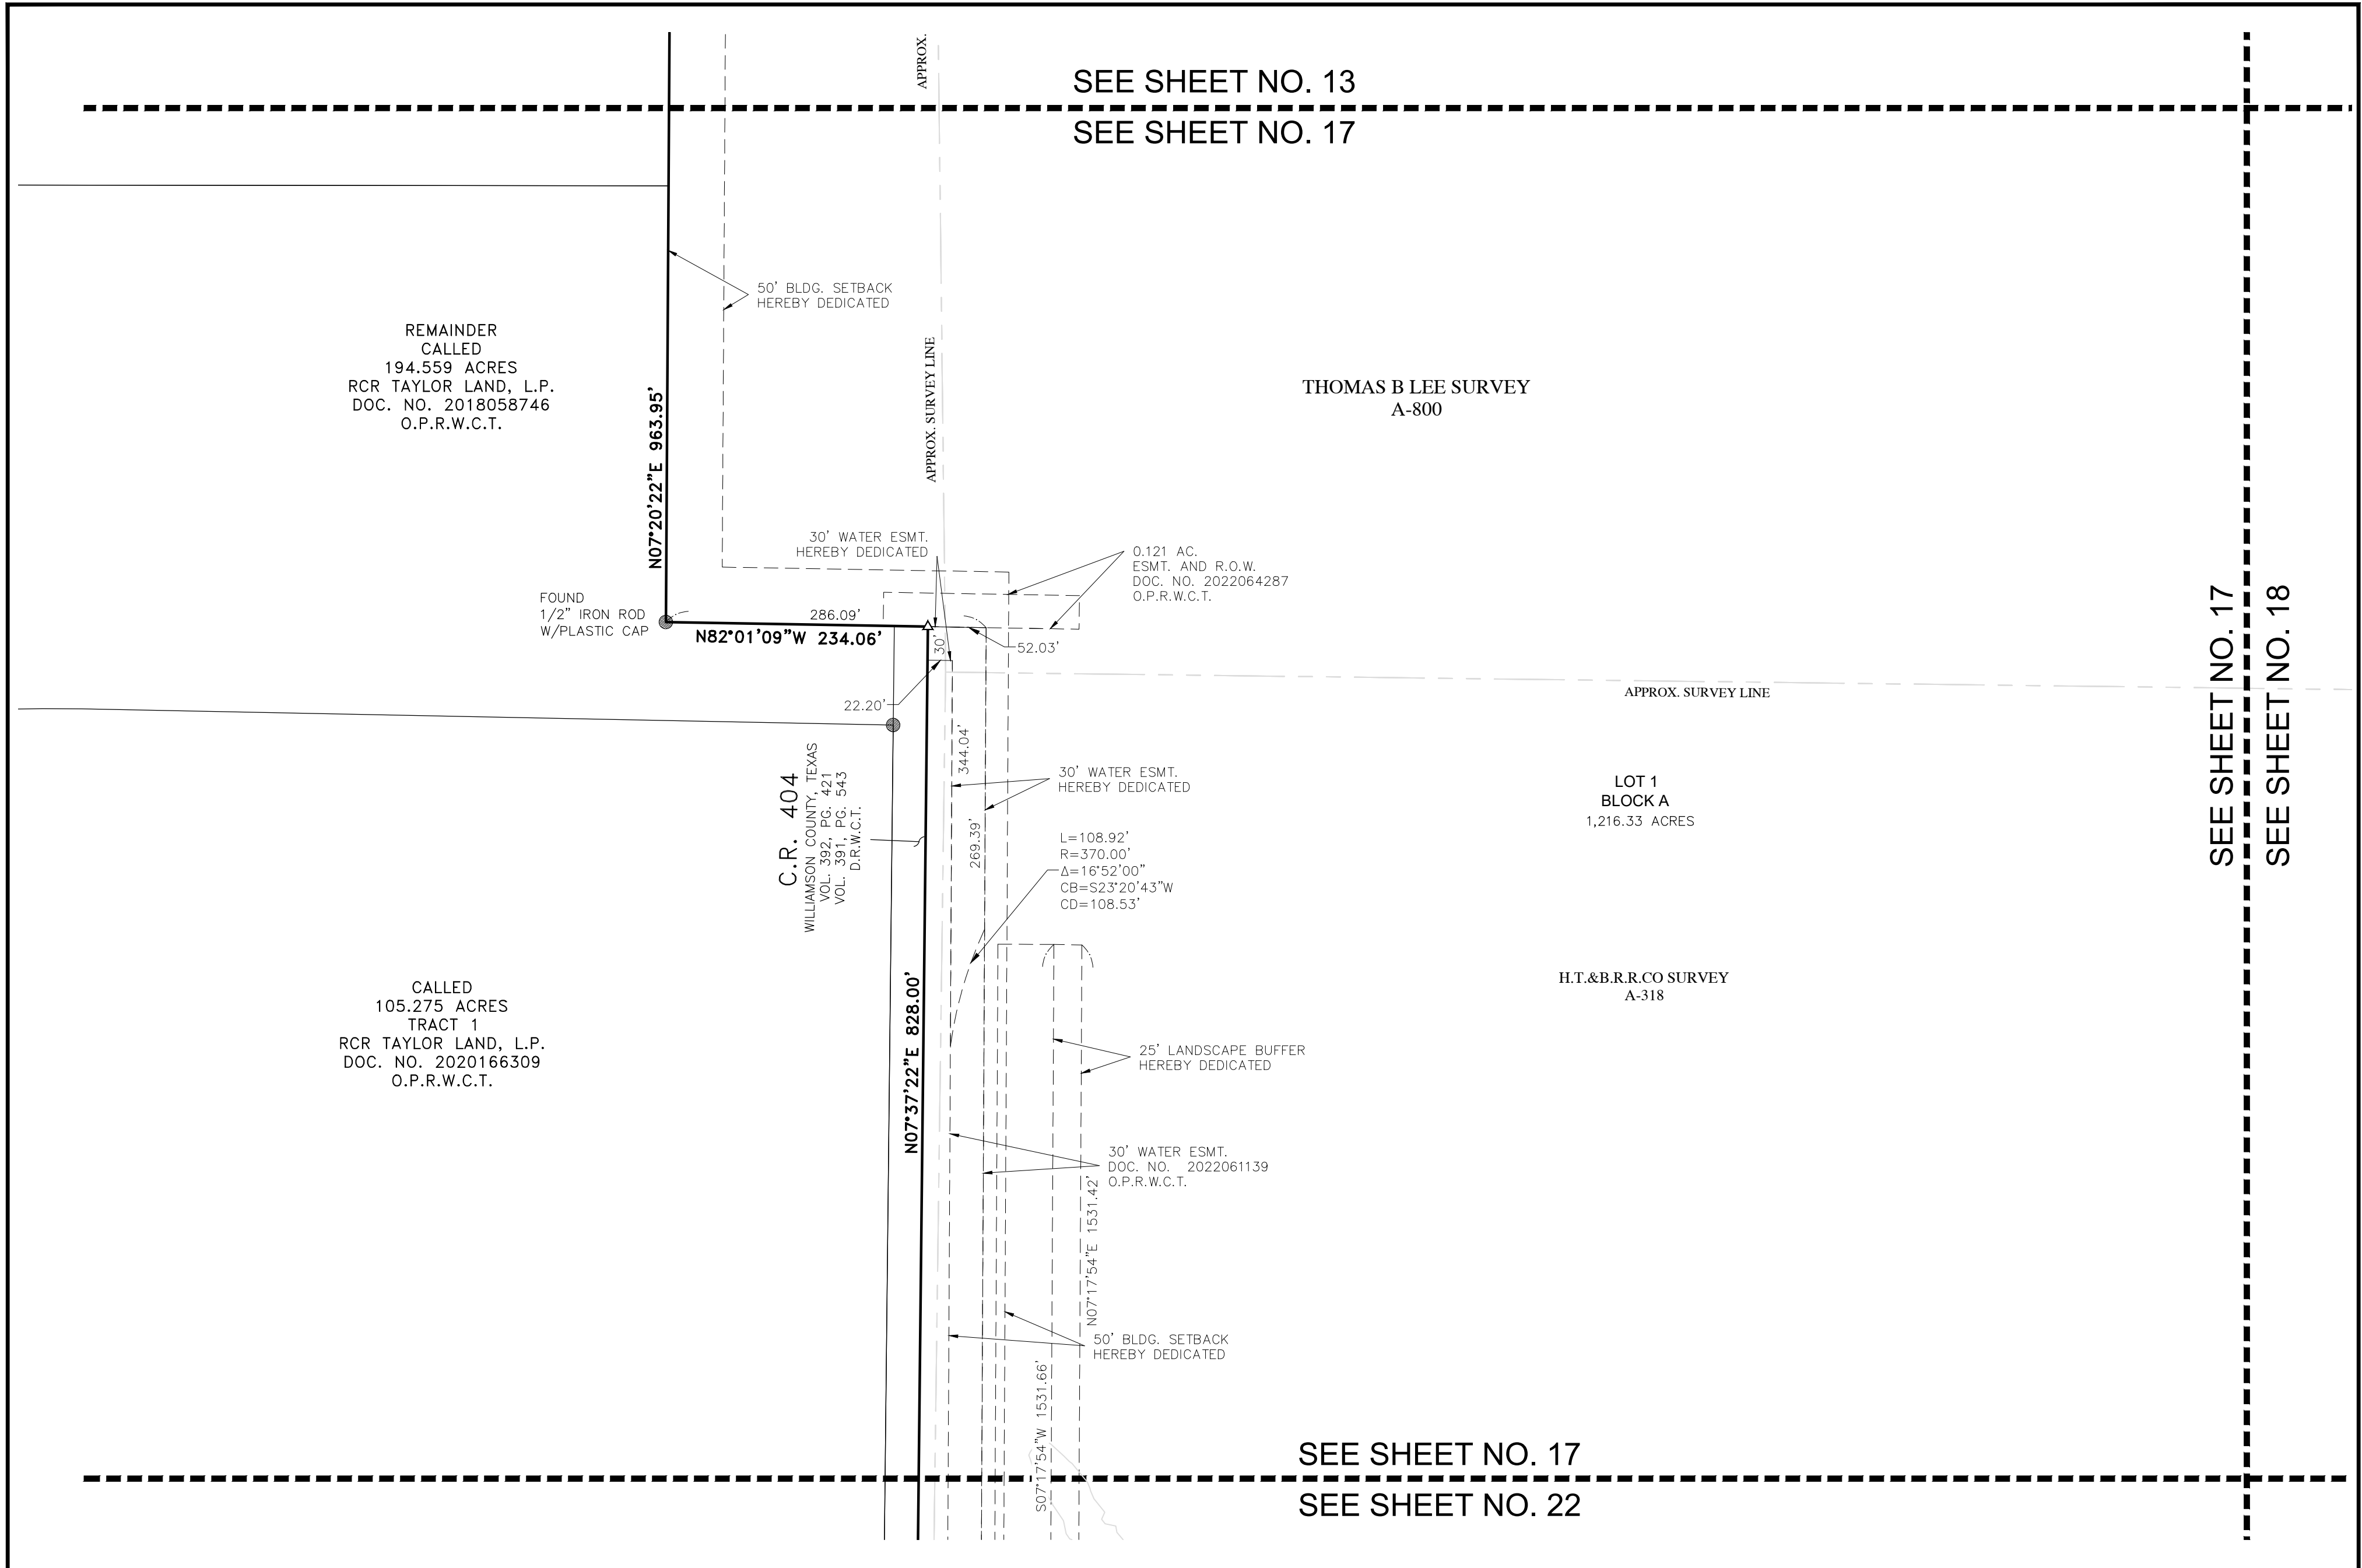 APPROX.
SEE SHEET NO. 13
SEE SHEET NO. 17
50' BLDG. SETBACK
HEREBY DEDICATED
REMAINDER
CALLED
194.559 ACRES
RCR TAYLOR LAND, L.P.
DOC. NO. 2018058746
O.P.R.W.C.T.
N07°20'22"E 963.95'
APPROX. SURVEY LINE
THOMAS B LEE SURVEY
A-800
30' WATER ESMT.
HEREBY DEDICATED
0.121 AC.
ESMT. AND R.O.W.
DOC. NO. 2022064287
O.P.R.W.C.T.
FOUND
1/2" IRON ROD
W/PLASTIC CAP
286.09'
N82°01'09"W 234.06'
30'
52.03'
22.20'
APPROX. SURVEY LINE
SEE SHEET NO. 17
SEE SHEET NO. 18
C.R. 404
WILLIAMSON COUNTY, TEXAS
VOL. 392, PG. 421
VOL. 391, PG. 543
D.R.W.C.T.
344.04'
30' WATER ESMT.
HEREBY DEDICATED
269.39'
L=108.92'
R=370.00'
Δ=16°52'00"
CB=S23°20'43"W
CD=108.53'
LOT 1
BLOCK A
1,216.33 ACRES
H.T.&B.R.R.CO SURVEY
A-318
CALLED
105.275 ACRES
TRACT 1
RCR TAYLOR LAND, L.P.
DOC. NO. 2020166309
O.P.R.W.C.T.
N07°37'22"E 828.00'
25' LANDSCAPE BUFFER
HEREBY DEDICATED
30' WATER ESMT.
DOC. NO. 2022061139
O.P.R.W.C.T.
N07°17'54"E 1531.42'
50' BLDG. SETBACK
HEREBY DEDICATED
S07°17'54"W 1531.66'
SEE SHEET NO. 17
SEE SHEET NO. 22